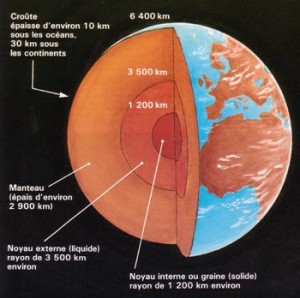 Croûte
épaisse d'environ 10 km
sous les océans,
30 km sous
les continents
6 400 km
3 500 km
1 200 km
Manteau
(épais d'environ
2 900 km)
Noyau externe (liquide)
rayon de 3 500 km
environ
Noyau interne ou graine (solide)
rayon de 1 200 km environ